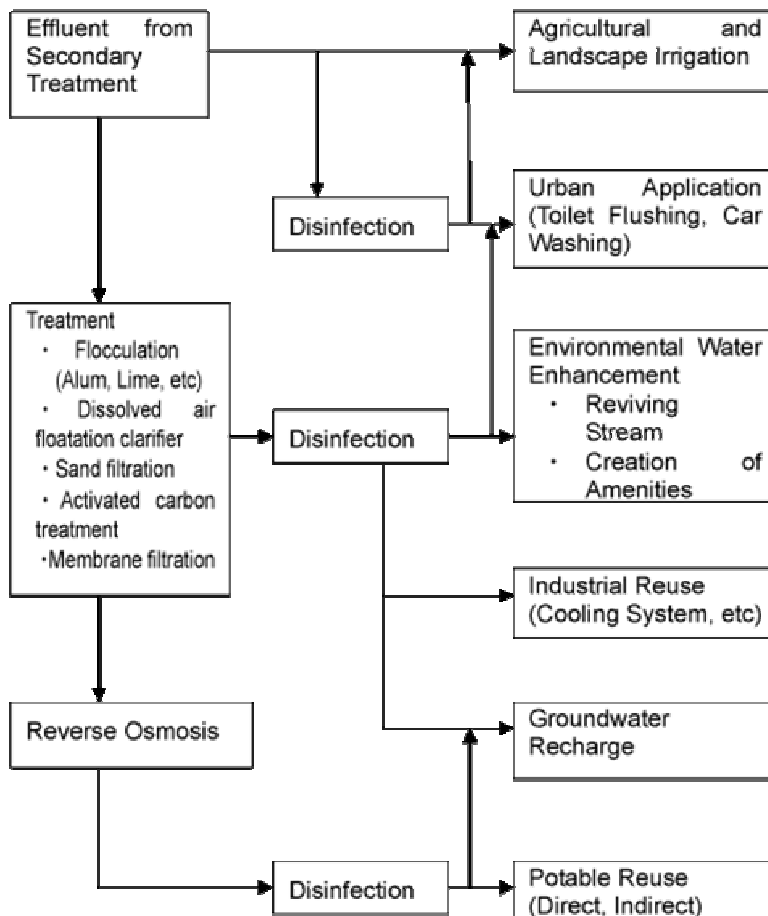 Effluent from
Secondary
Treatment
Agricultural and
Landscape Irrigation
Disinfection
Urban Application
(Toilet Flushing, Car
Washing)
Treatment
· Flocculation
(Alum, Lime, etc)
· Dissolved air
floatation clarifier
· Sand filtration
· Activated carbon
treatment
· Membrane filtration
Disinfection
Environmental Water
Enhancement
· Reviving
Stream
· Creation of
Amenities
Industrial Reuse
(Cooling System, etc)
Reverse Osmosis
Groundwater
Recharge
Disinfection
Potable Reuse
(Direct, Indirect)